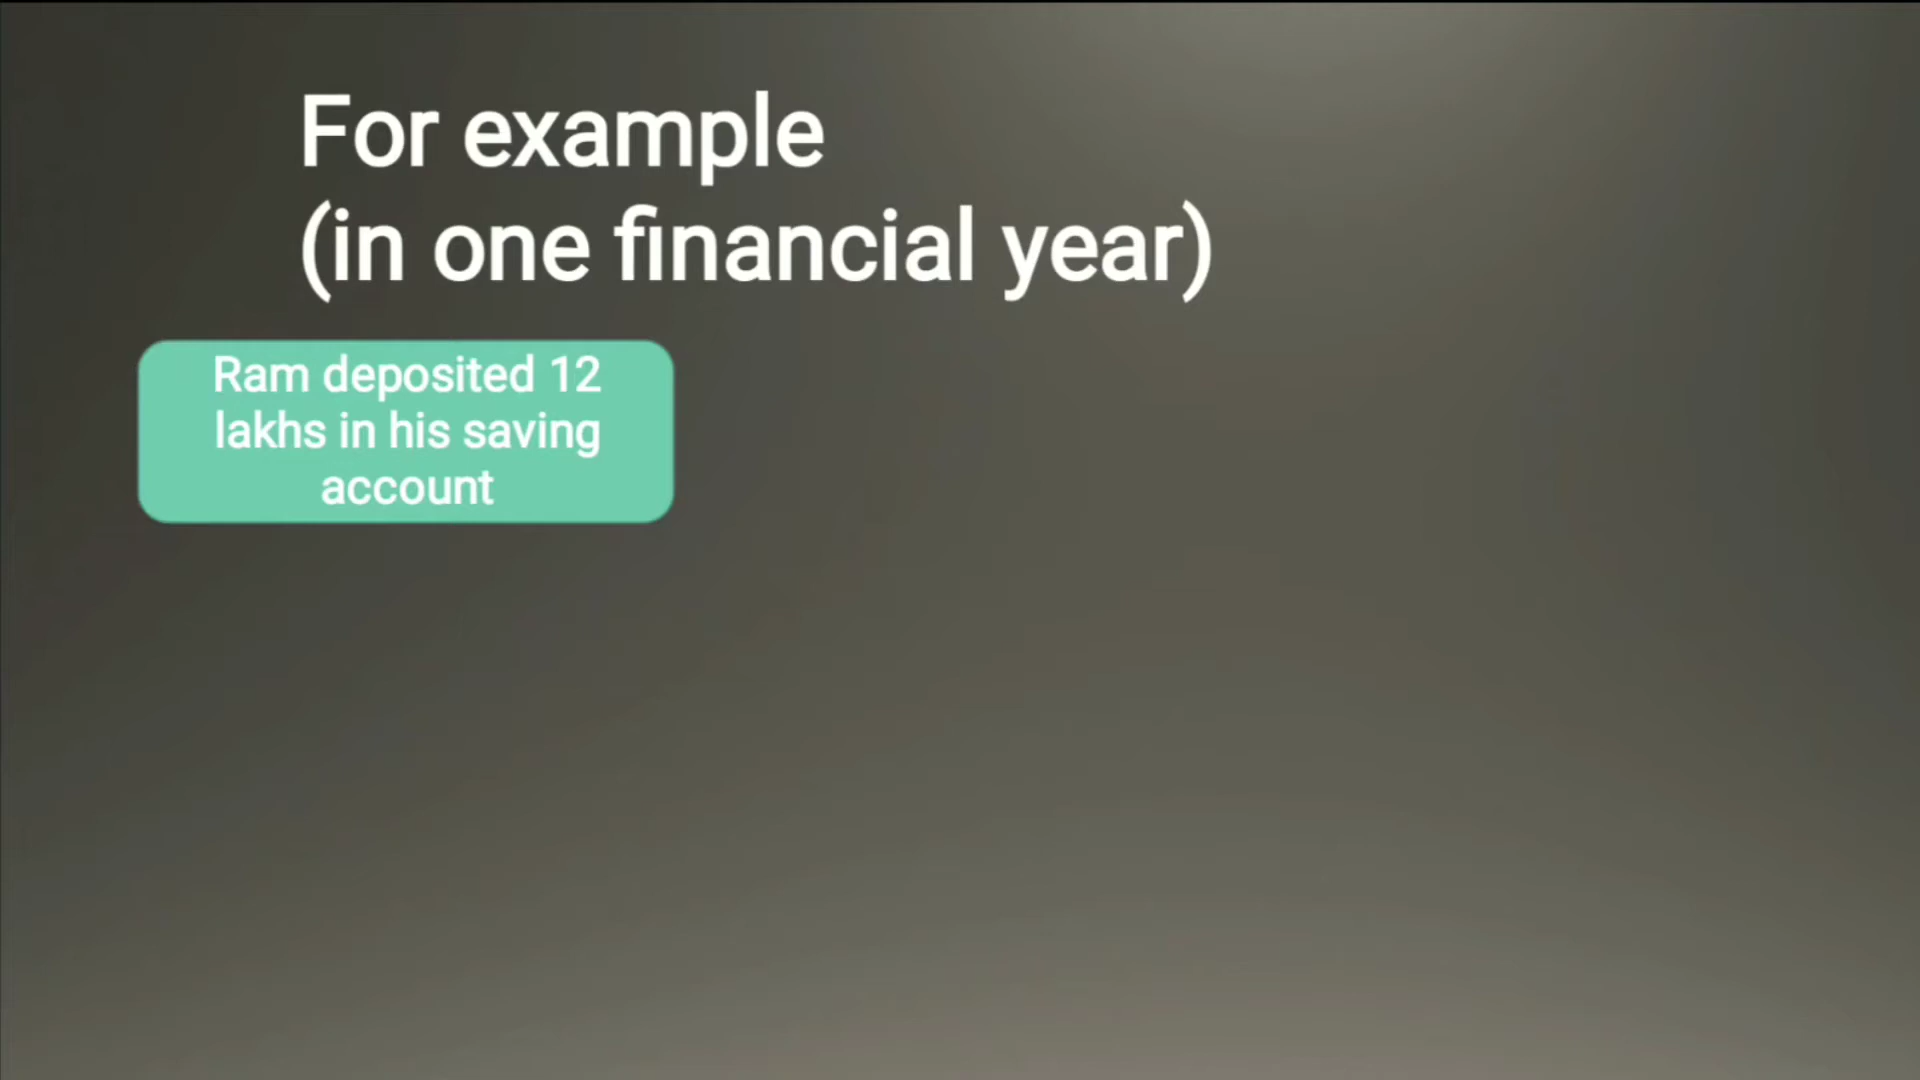 For example
(in one financial year)
Ram deposited 12
lakhs in his saving
account